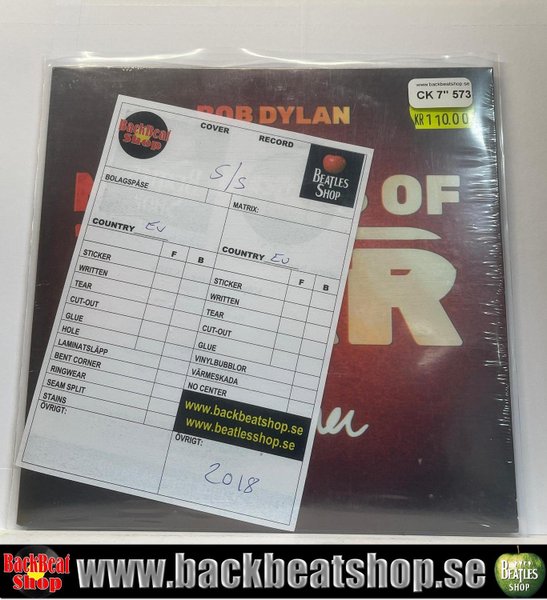 www.backbeatshop.se
CK 7" 573
KR110.00
BOB DYLAN
OF
BackBeat
Shop
COVER RECORD
S/S
BEATLES
SHOP
BOLAGSPÅSE
MATRIX:
COUNTRY EU
COUNTRY EU
F B
STICKER
WRITTEN
TEAR
CUT-OUT
GLUE
HOLE
LAMINATSLÄPP
BENT CORNER
RINGWEAR
SEAM SPLIT
STAINS
ÖVRIGT:
F B
STICKER
WRITTEN
TEAR
CUT-OUT
GLUE
VINYLBUBBLOR
VÄRMESKADA
NO CENTER
www.backbeatshop.se
www.beatlesshop.se
ÖVRIGT:
2018
BackBeat
Shop
www.backbeatshop.se
BEATLES
SHOP